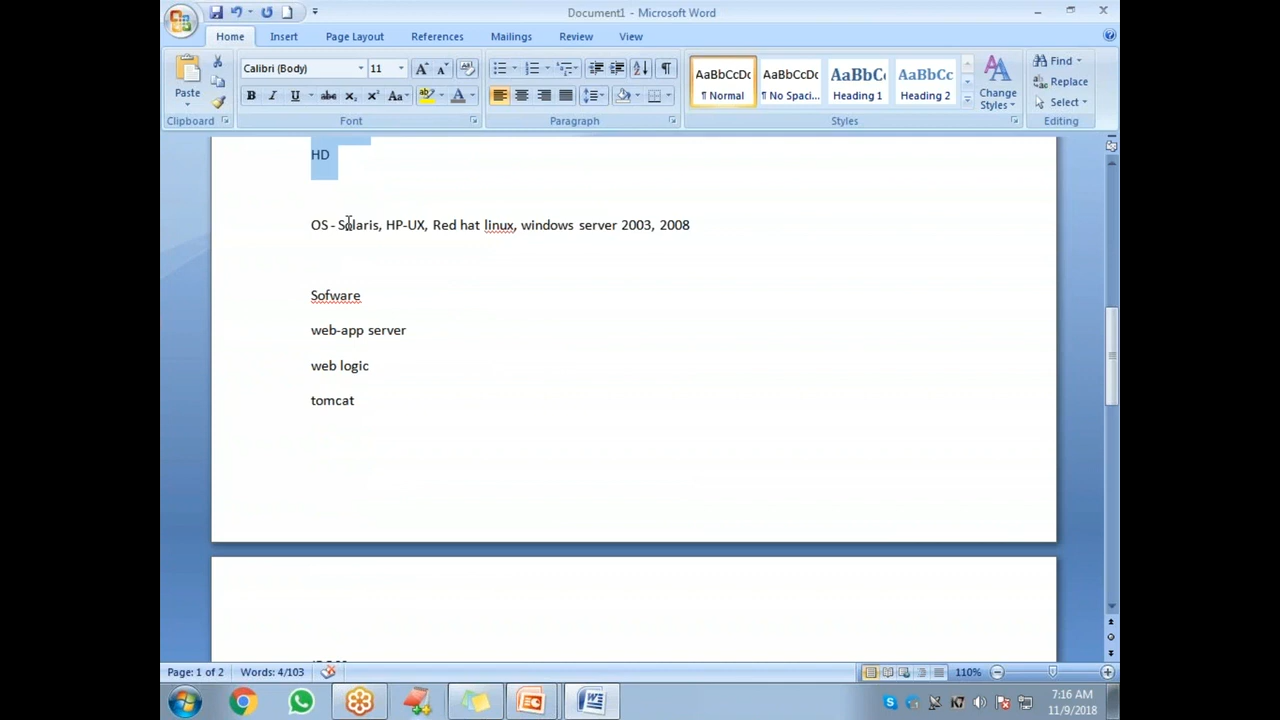 Document1 - Microsoft Word
Home Insert Page Layout References Mailings Review View
Calibri (Body) 11
AaBbCcDc AaBbCcDc AaBbC AaBbCc
Paste
¶ Normal ¶ No Spaci... Heading 1 Heading 2
Change Styles
Find
Replace
Select
Clipboard Font Paragraph Styles Editing
HD
OS - Solaris, HP-UX, Red hat linux, windows server 2003, 2008
Sofware
web-app server
web logic
tomcat
Page: 1 of 2 Words: 4/103 110%
7:16 AM
11/9/2018